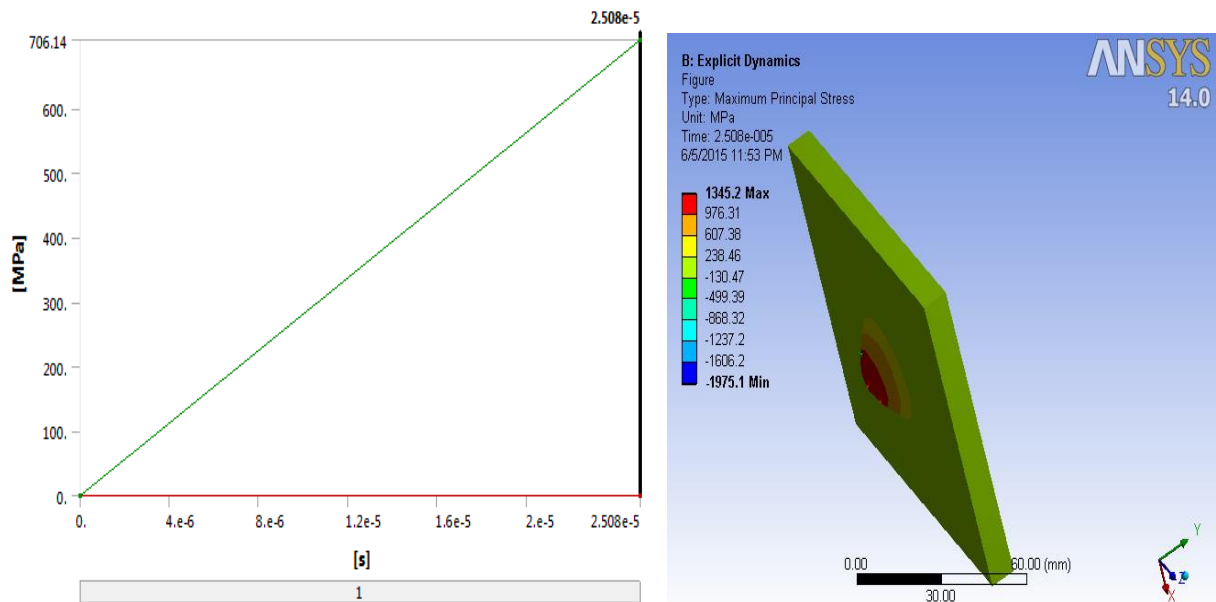 2.508e-5
706.14
600.
500.
400.
300.
200.
100.
0.
[MPa]
0.
4.e-6
8.e-6
1.2e-5
1.6e-5
2.e-5
2.508e-5
[s]
1
B: Explicit Dynamics
Figure
Type: Maximum Principal Stress
Unit: MPa
Time: 2.508e-005
6/5/2015 11:53 PM
ANSYS
14.0
1345.2 Max
976.31
607.38
238.46
-130.47
-499.39
-868.32
-1237.2
-1606.2
-1975.1 Min
0.00
60.00 (mm)
30.00
Y
Z
X